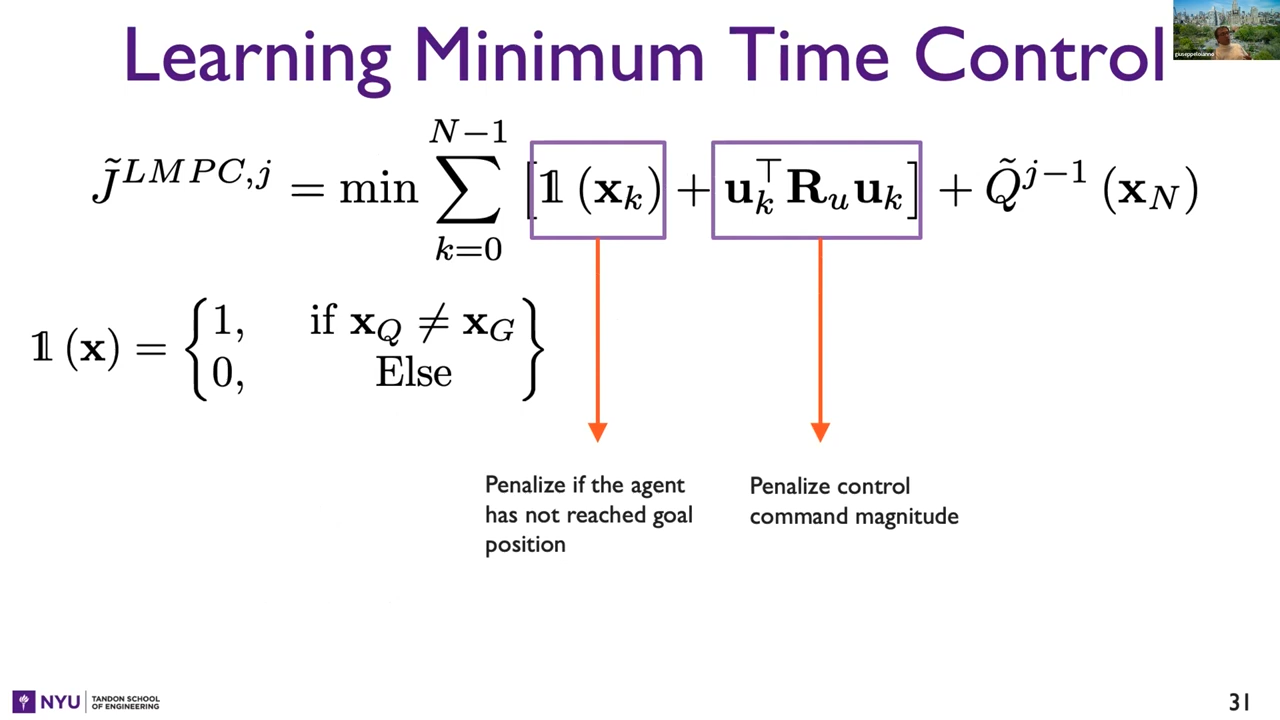 Learning Minimum Time Control
giuseppeloianno
J̃^{LMPC,j} = min ∑_{k=0}^{N−1} [𝟙(x_k) + u_k^⊤ R_u u_k] + Q̃^{j−1}(x_N)
𝟙(x) = { 1, if x_Q ≠ x_G
0, Else }
Penalize if the agent
has not reached goal
position
Penalize control
command magnitude
NYU
TANDON SCHOOL
OF ENGINEERING
31